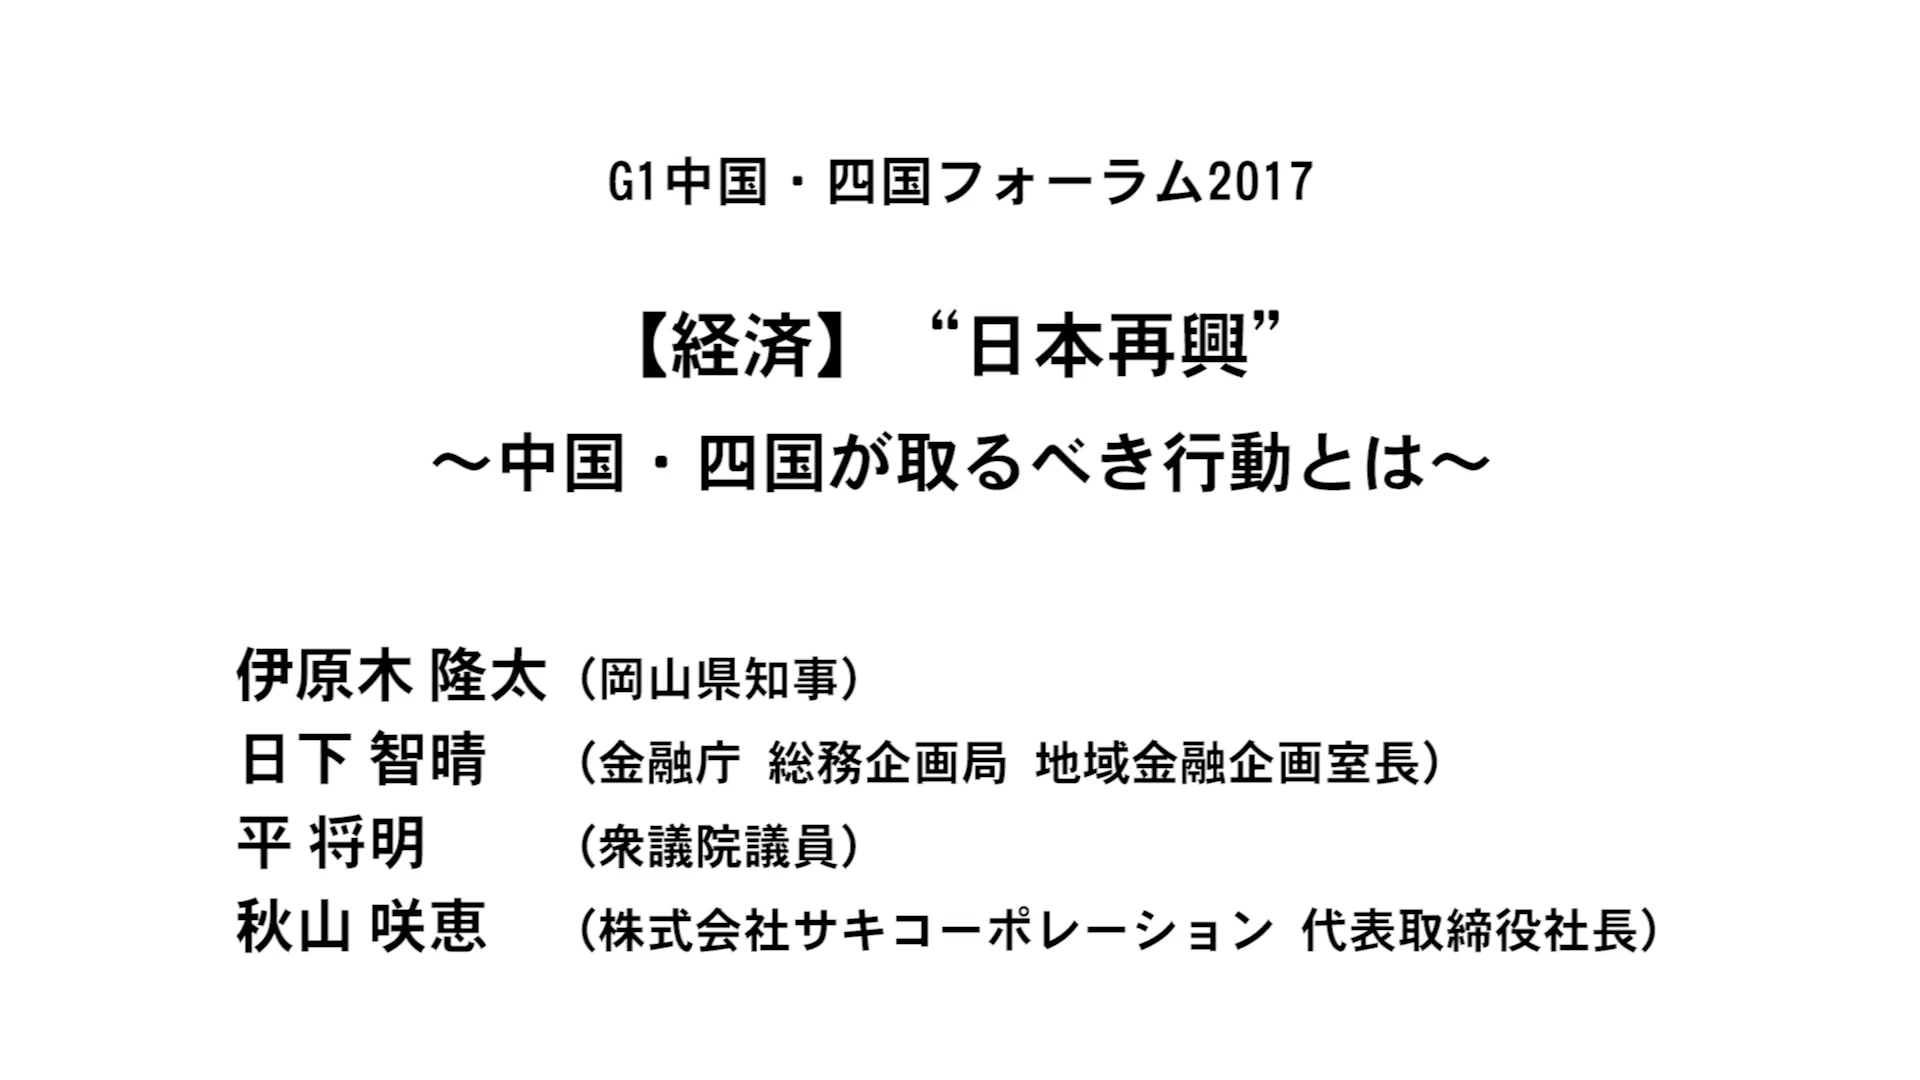 G1中国・四国フォーラム2017
【経済】 “日本再興”
～中国・四国が取るべき行動とは～
伊原木 隆太 （岡山県知事）
日下 智晴 （金融庁 総務企画局 地域金融企画室長）
平 将明 （衆議院議員）
秋山 咲恵 （株式会社サキコーポレーション 代表取締役社長）